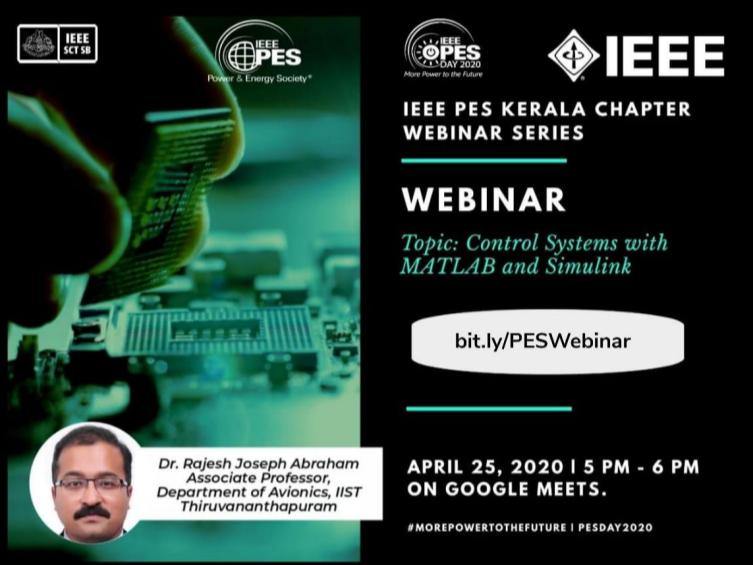 IEEE
SCT SB
IEEE
PES
Power & Energy Society®
IEEE
PES
DAY 2020
More Power to the Future
IEEE
IEEE PES KERALA CHAPTER
WEBINAR SERIES
WEBINAR
Topic: Control Systems with
MATLAB and Simulink
bit.ly/PESWebinar
Dr. Rajesh Joseph Abraham
Associate Professor,
Department of Avionics, IIST
Thiruvananthapuram
APRIL 25, 2020 I 5 PM - 6 PM
ON GOOGLE MEETS.
#MOREPOWERTOTHEFUTURE I PESDAY2020